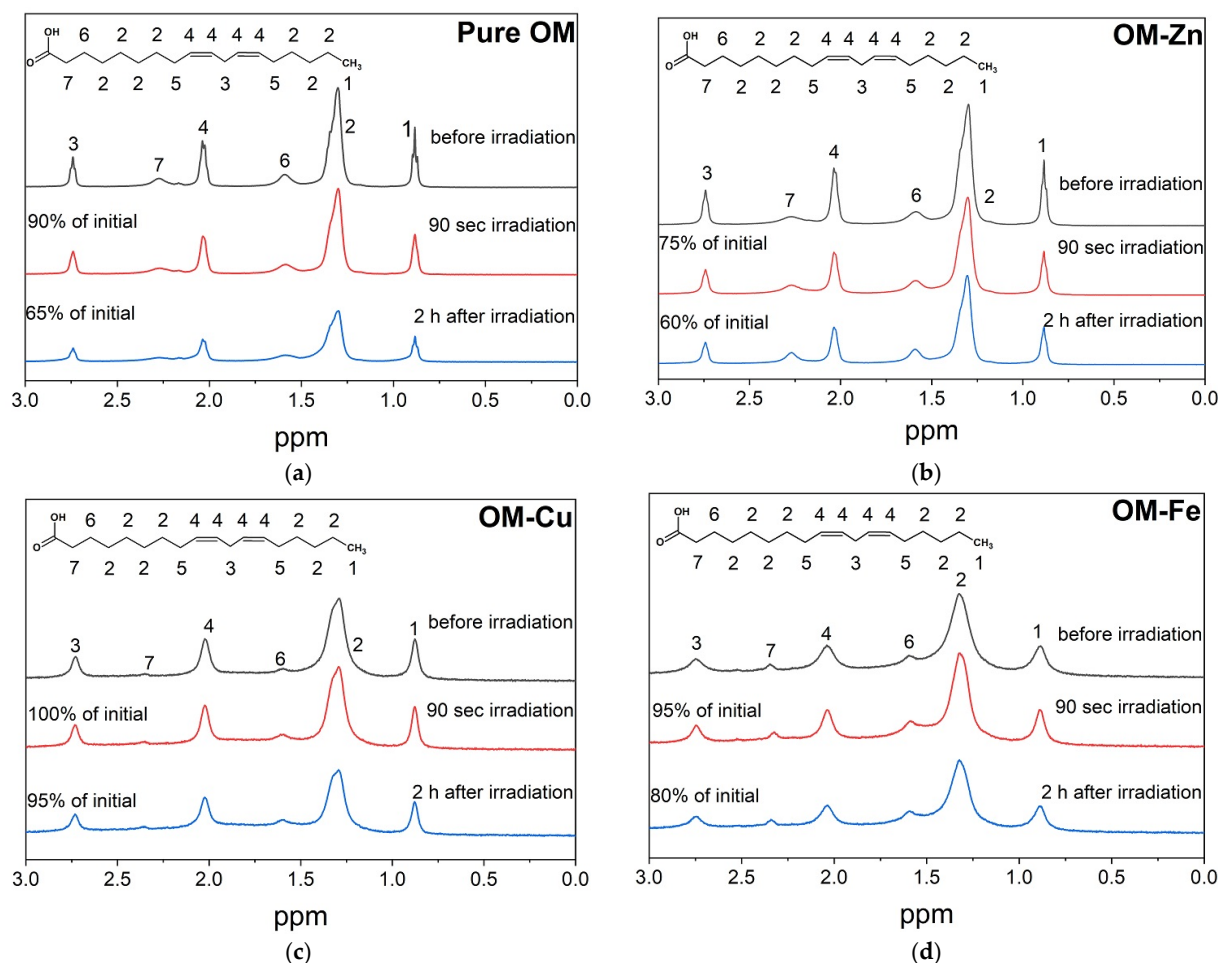 Pure OM
OH
O
6 2 2 4 4 4 4 2 2
CH3
7 2 2 5 3 5 2 1
3
7
4
6
2
1
before irradiation
90% of initial
90 sec irradiation
65% of initial
2 h after irradiation
3.0 2.5 2.0 1.5 1.0 0.5 0.0
ppm
(a)
OM-Zn
OH
O
6 2 2 4 4 4 4 2 2
CH3
7 2 2 5 3 5 2 1
3
7
4
6
2
1
before irradiation
75% of initial
90 sec irradiation
60% of initial
2 h after irradiation
3.0 2.5 2.0 1.5 1.0 0.5 0.0
ppm
(b)
OM-Cu
OH
O
6 2 2 4 4 4 4 2 2
CH3
7 2 2 5 3 5 2 1
3
7
4
6
2
1
before irradiation
100% of initial
90 sec irradiation
95% of initial
2 h after irradiation
3.0 2.5 2.0 1.5 1.0 0.5 0.0
ppm
(c)
OM-Fe
OH
O
6 2 2 4 4 4 4 2 2
CH3
7 2 2 5 3 5 2 1
3
7
4
6
2
1
before irradiation
95% of initial
90 sec irradiation
80% of initial
2 h after irradiation
3.0 2.5 2.0 1.5 1.0 0.5 0.0
ppm
(d)